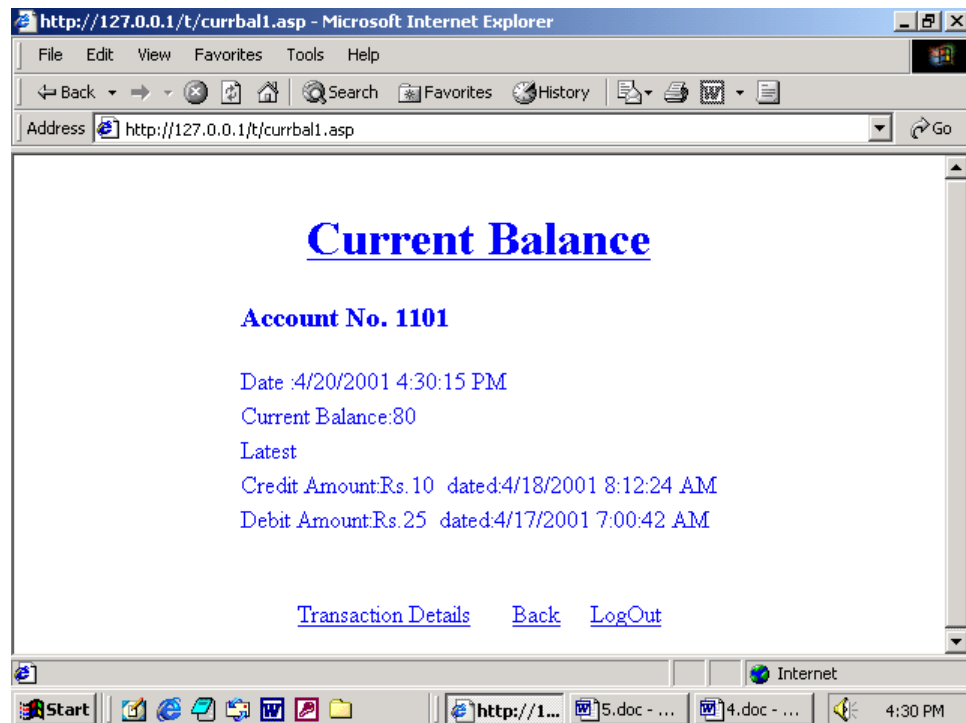 http://127.0.0.1/t/currbal1.asp - Microsoft Internet Explorer
File Edit View Favorites Tools Help
Back Search Favorites History
Address http://127.0.0.1/t/currbal1.asp Go
Current Balance
Account No. 1101
Date :4/20/2001 4:30:15 PM
Current Balance:80
Latest
Credit Amount:Rs.10 dated:4/18/2001 8:12:24 AM
Debit Amount:Rs.25 dated:4/17/2001 7:00:42 AM
Transaction Details Back LogOut
Internet
Start http://1... 5.doc - ... 4.doc - ... 4:30 PM